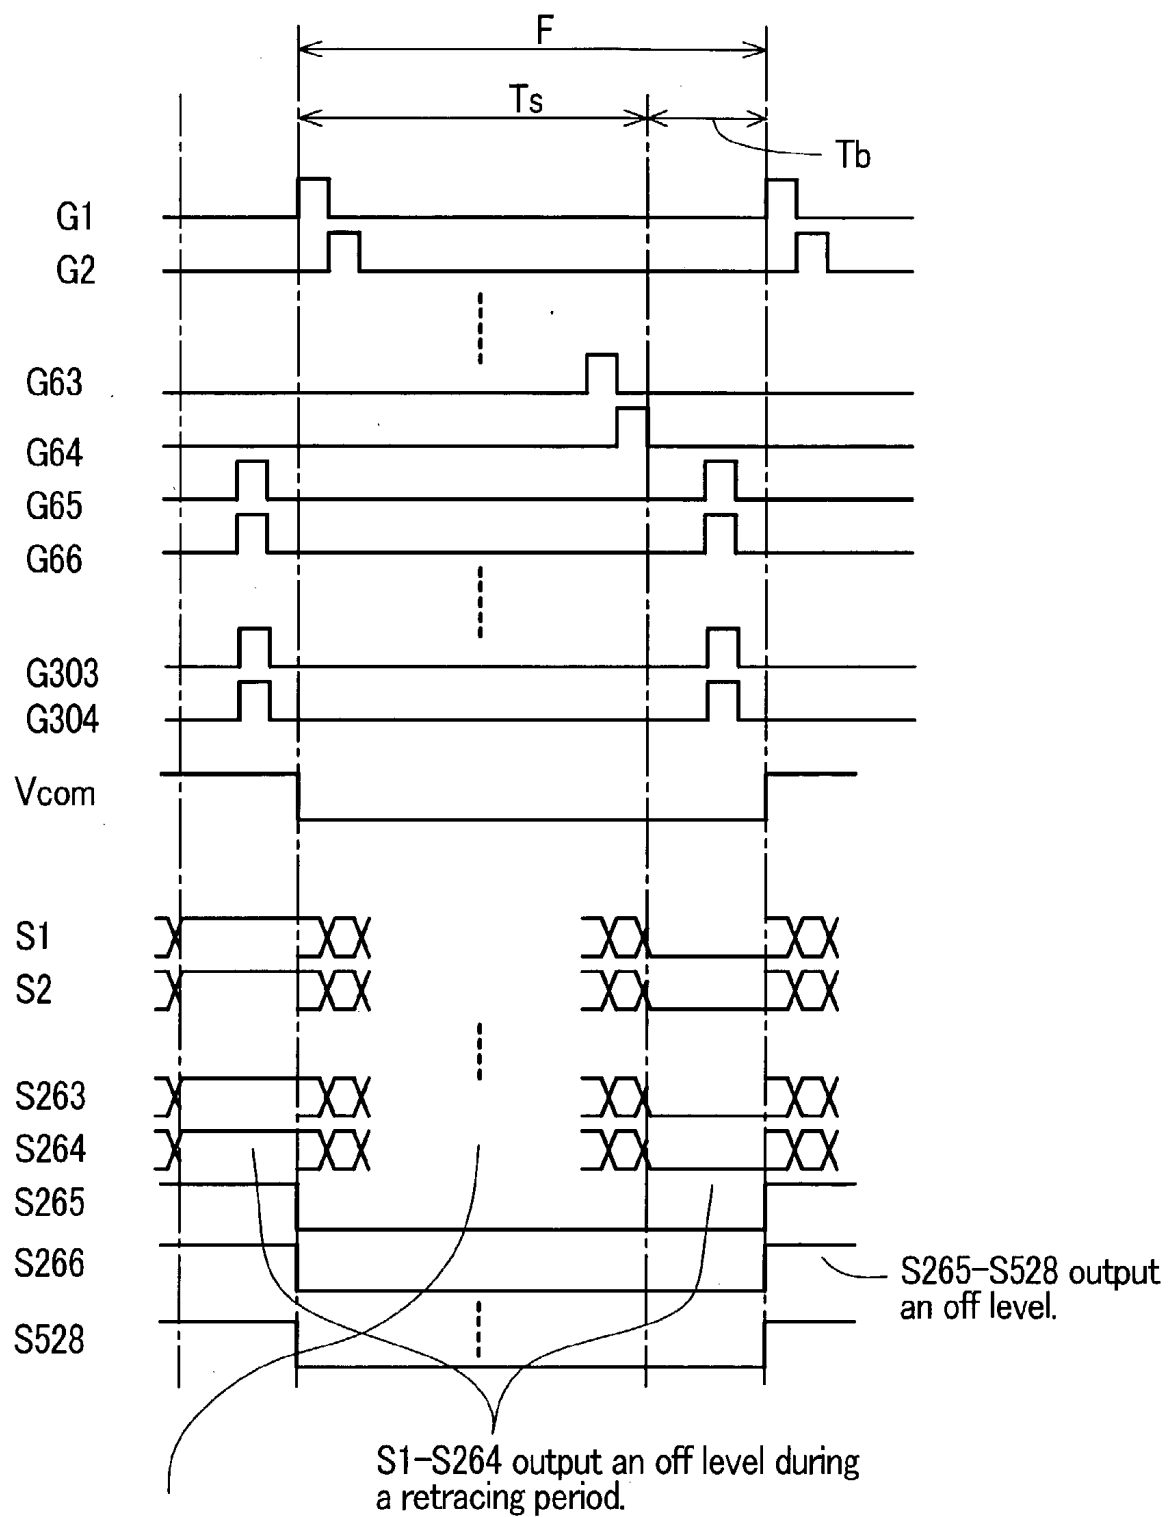 F
Ts
Tb
G1
G2
G63
G64
G65
G66
G303
G304
Vcom
S1
S2
S263
S264
S265
S266
S528
S265-S528 output
an off level.
S1-S264 output an off level during
a retracing period.